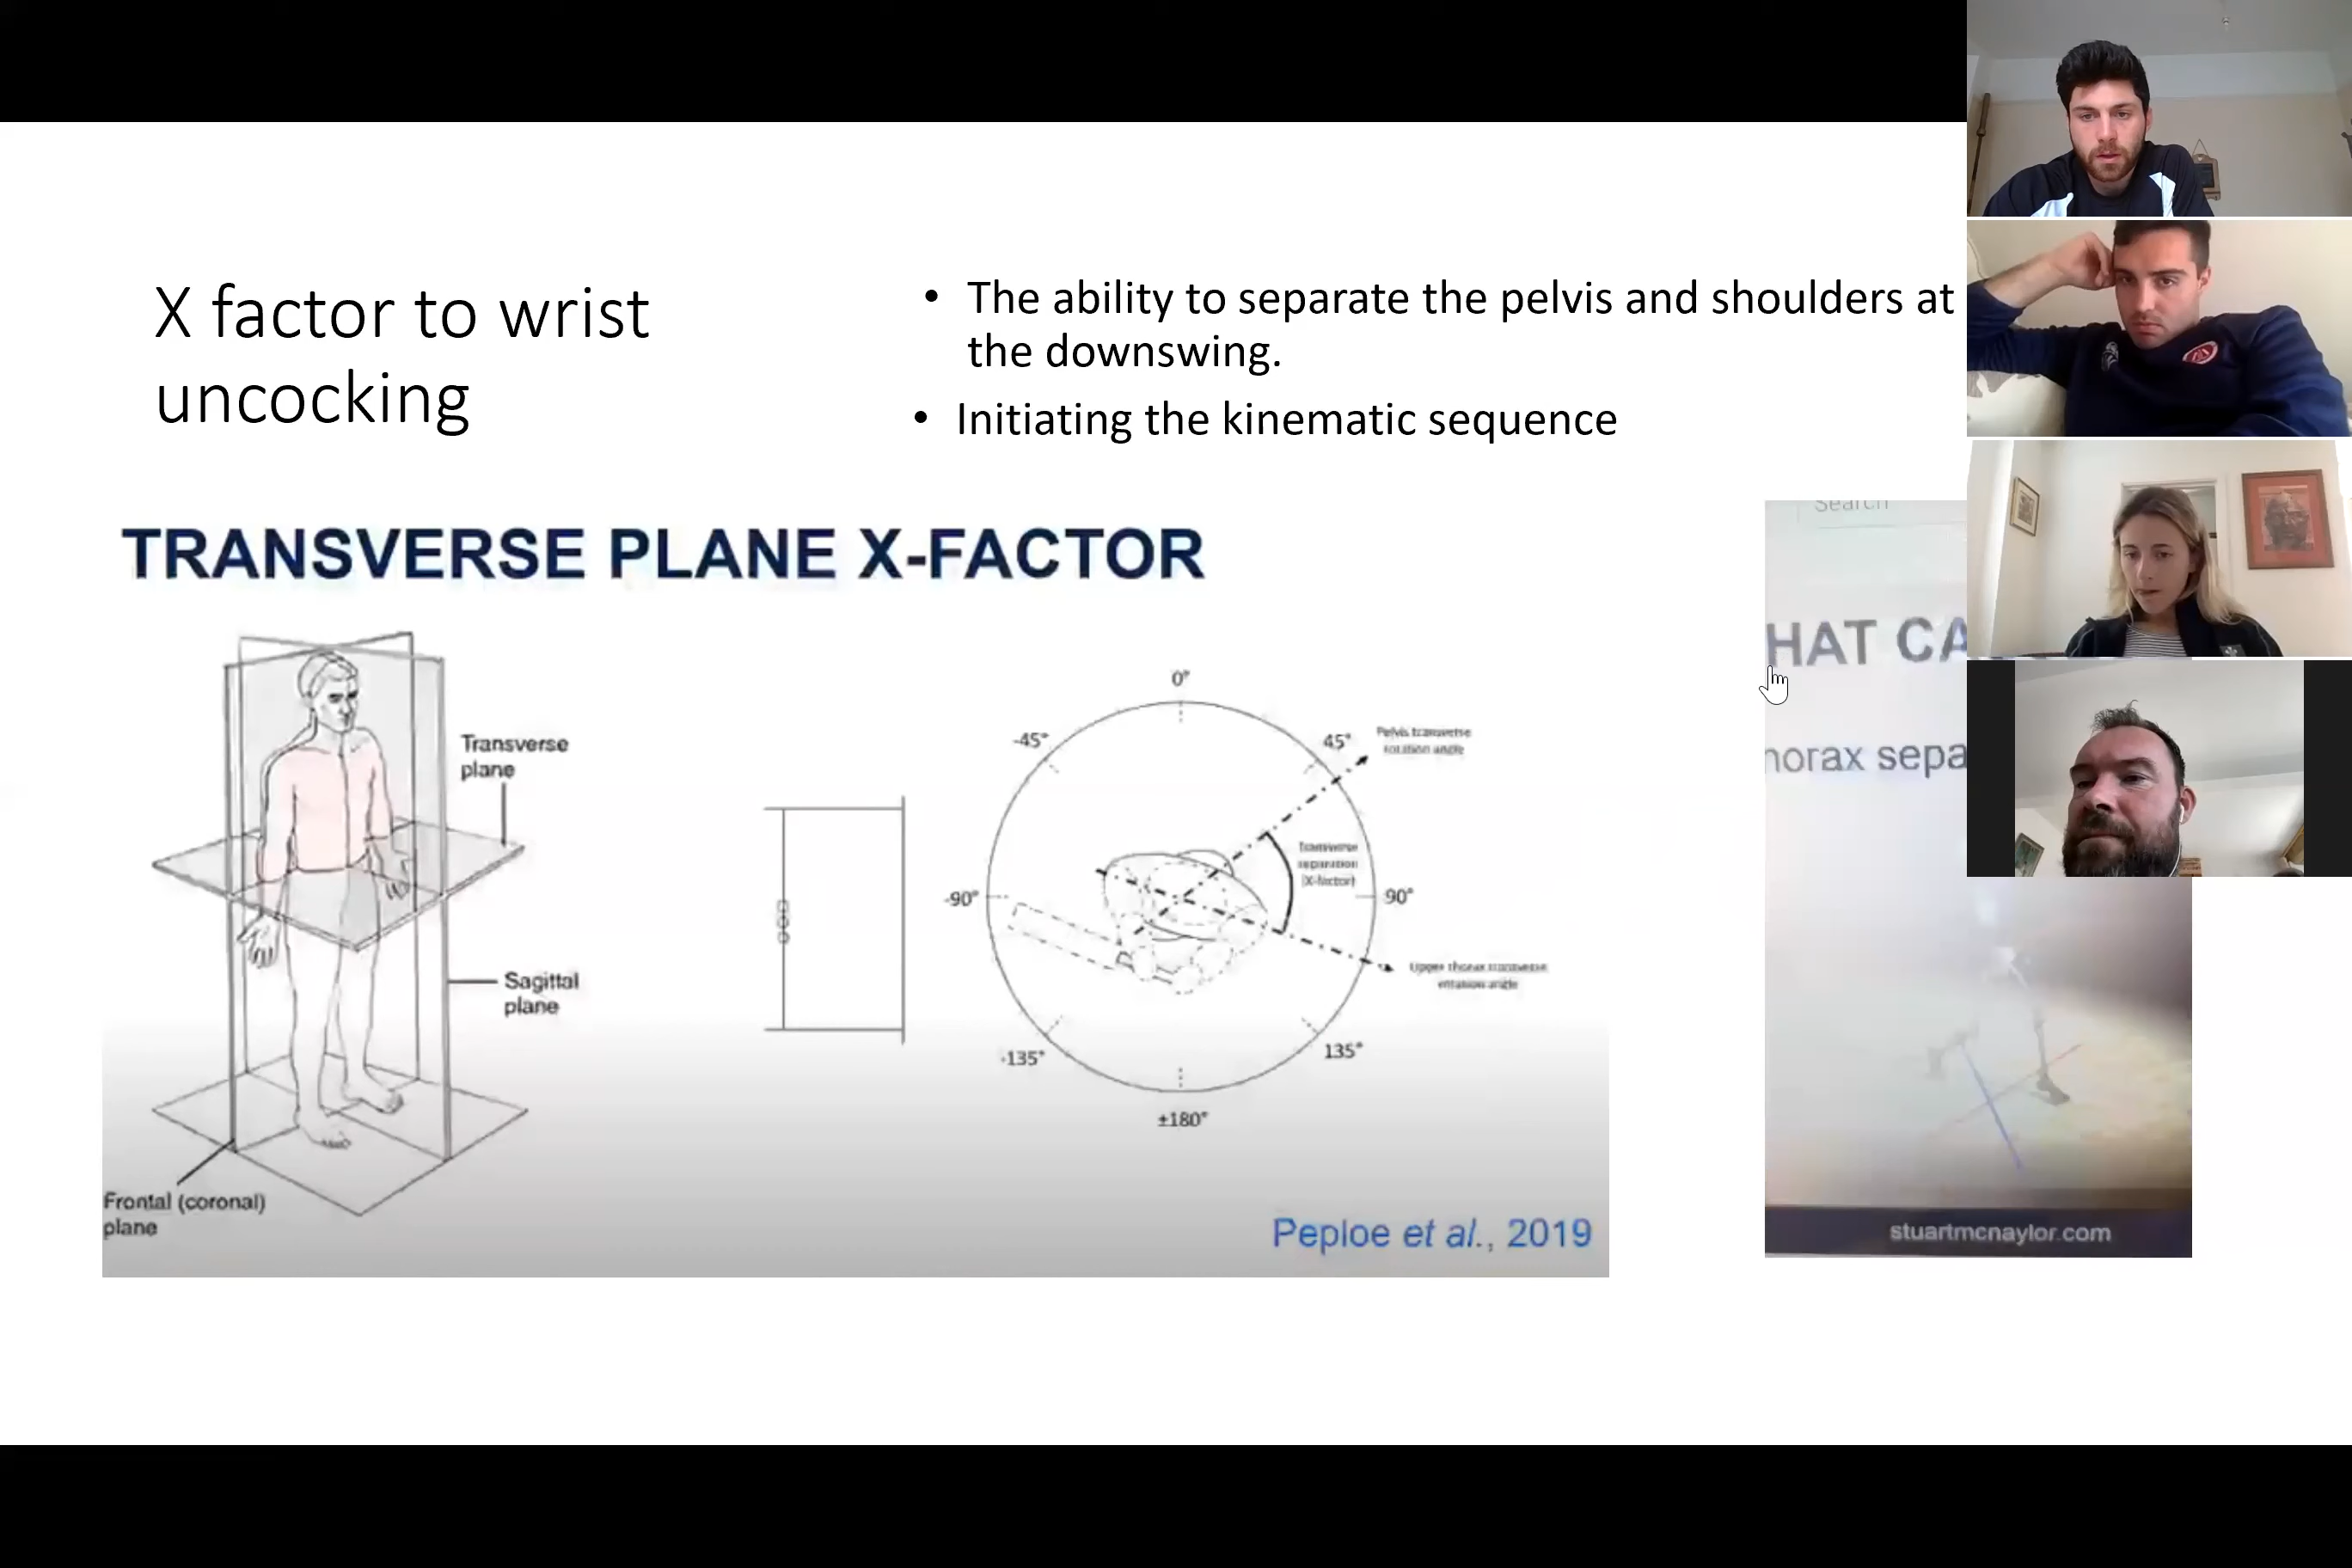 X factor to wrist
uncocking
• The ability to separate the pelvis and shoulders at
the downswing.
• Initiating the kinematic sequence
TRANSVERSE PLANE X-FACTOR
Transverse
plane
Sagittal
plane
Frontal (coronal)
plane
0°
-45°
45°
Pelvis transverse
rotation angle
Transverse
separation
(X-factor)
-90°
90°
Upper thorax transverse
rotation angle
-135°
135°
±180°
Peploe et al., 2019
Search
HAT CA
horax sepa
stuartmcnaylor.com